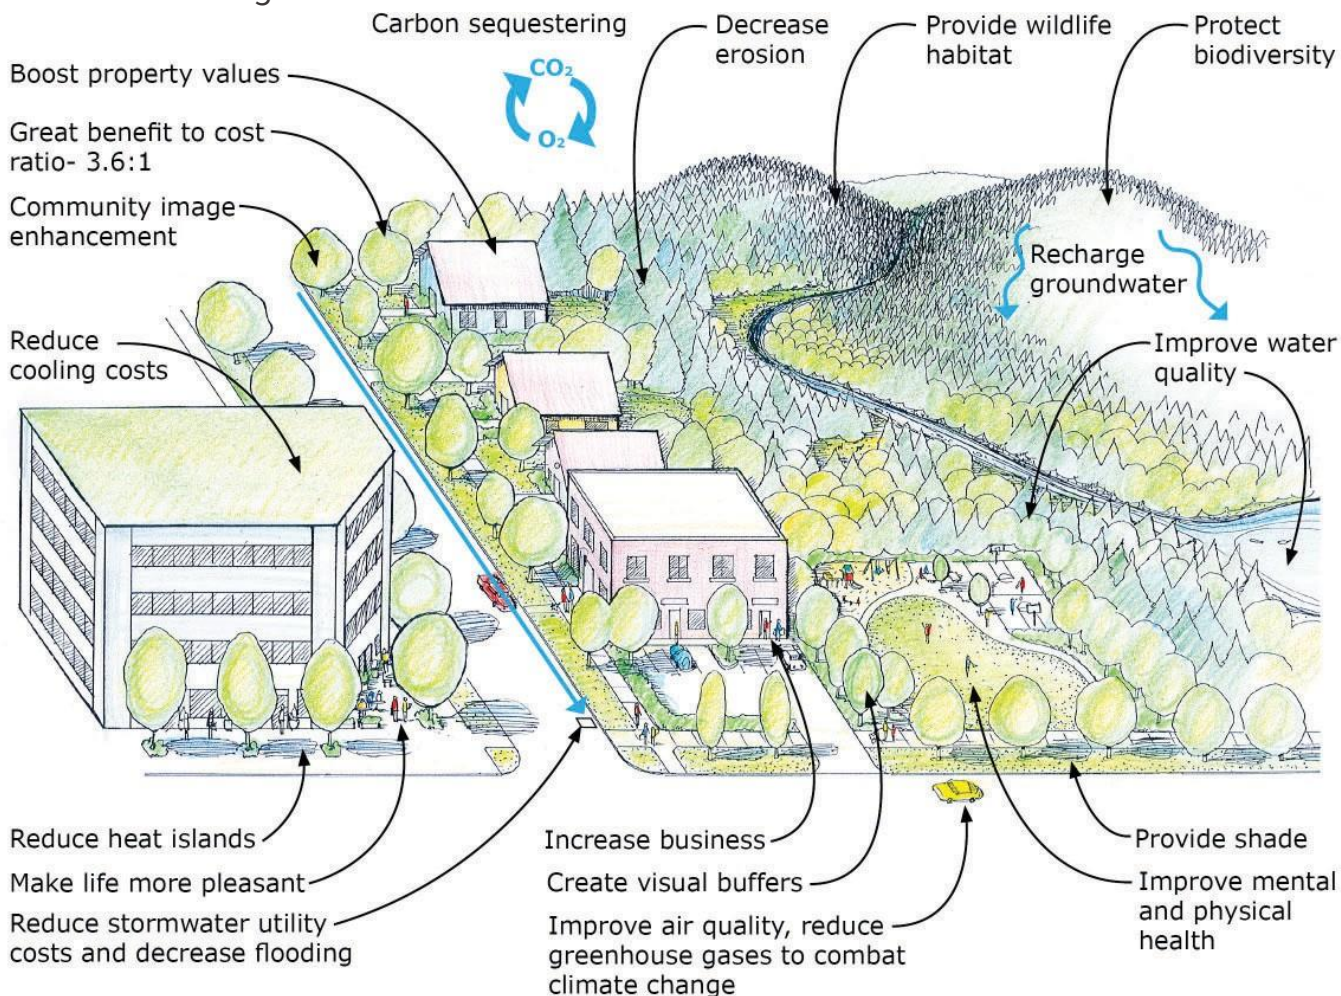 Carbon sequestering
Decrease
erosion
Provide wildlife
habitat
Protect
biodiversity
CO₂
O₂
Boost property values
Great benefit to cost
ratio- 3.6:1
Community image
enhancement
Reduce
cooling costs
Recharge
groundwater
Improve water
quality
Reduce heat islands
Make life more pleasant
Reduce stormwater utility
costs and decrease flooding
Increase business
Create visual buffers
Improve air quality, reduce
greenhouse gases to combat
climate change
Provide shade
Improve mental
and physical
health